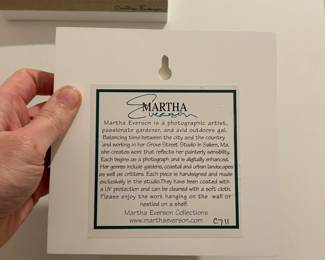 MARTHA
Everson
Martha Everson is a photographic artist,
passionate gardener, and avid outdoors gal.
Balancing time between the city and the country
and working in her Grove Street Studio in Salem, Ma.
she creates work that reflects her painterly sensibility.
Each begins as a photograph and is digitally enhanced.
Her genres include gardens, coastal and urban landscapes
as well as critters. Each piece is handsigned and made
exclusively in the studio.They have been coated with
a UV protection and can be cleaned with a soft cloth.
Please enjoy the work hanging on the wall or
nestled on a shelf.
Martha Everson Collections
www.marthaeverson.com
C711